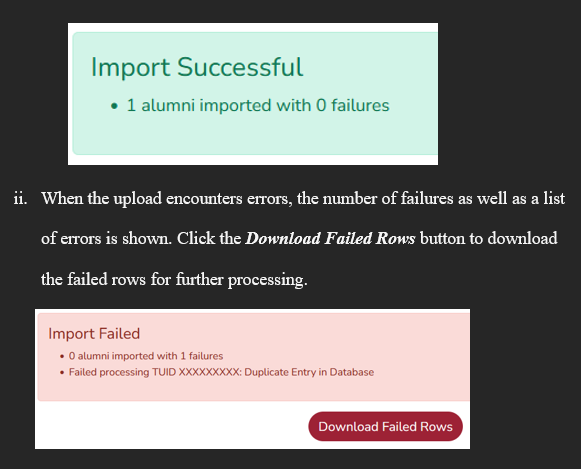 Import Successful
• 1 alumni imported with 0 failures
ii. When the upload encounters errors, the number of failures as well as a list
of errors is shown. Click the Download Failed Rows button to download
the failed rows for further processing.
Import Failed
• 0 alumni imported with 1 failures
• Failed processing TUID XXXXXXXXX: Duplicate Entry in Database
Download Failed Rows